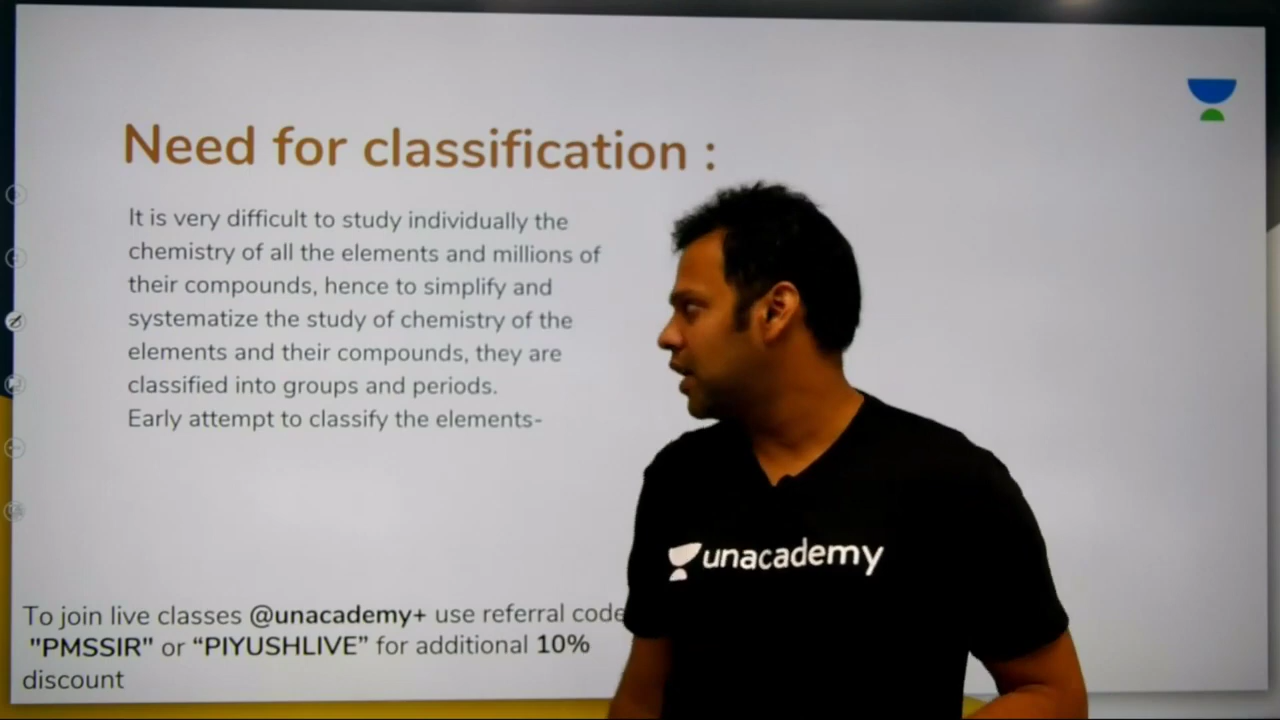 Need for classification :
It is very difficult to study individually the
chemistry of all the elements and millions of
their compounds, hence to simplify and
systematize the study of chemistry of the
elements and their compounds, they are
classified into groups and periods.
Early attempt to classify the elements-
unacademy
To join live classes @unacademy+ use referral code
"PMSSIR" or “PIYUSHLIVE” for additional 10%
discount